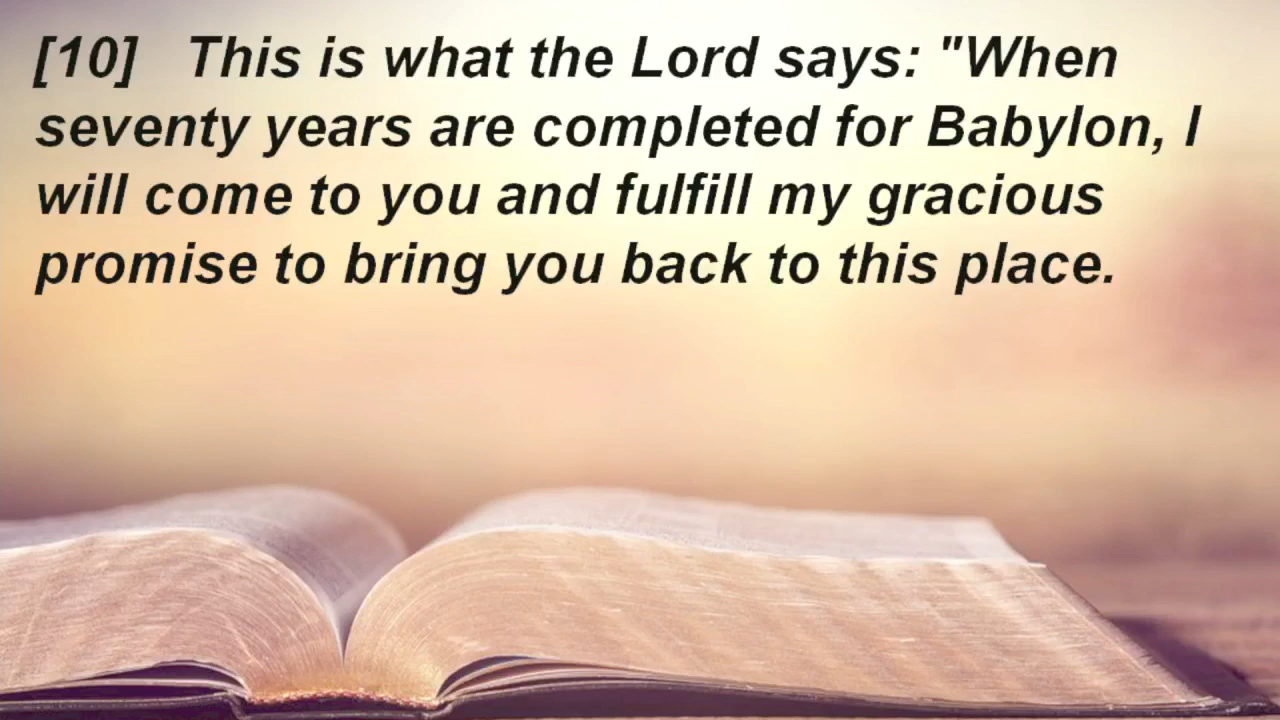 [10] This is what the Lord says: "When
seventy years are completed for Babylon, I
will come to you and fulfill my gracious
promise to bring you back to this place.